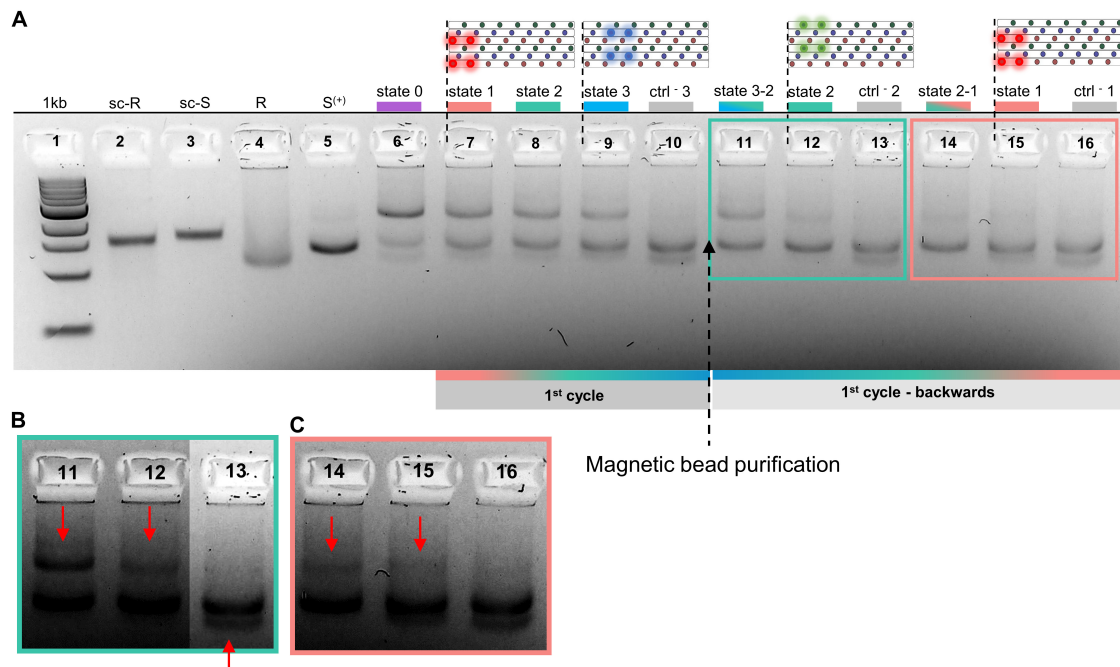 A
1kb sc-R sc-S R S(+) state 0 state 1 state 2 state 3 ctrl - 3 state 3-2 state 2 ctrl - 2 state 2-1 state 1 ctrl - 1
1 2 3 4 5 6 7 8 9 10 11 12 13 14 15 16
1st cycle 1st cycle - backwards
B C
11 12 13 14 15 16
Magnetic bead purification